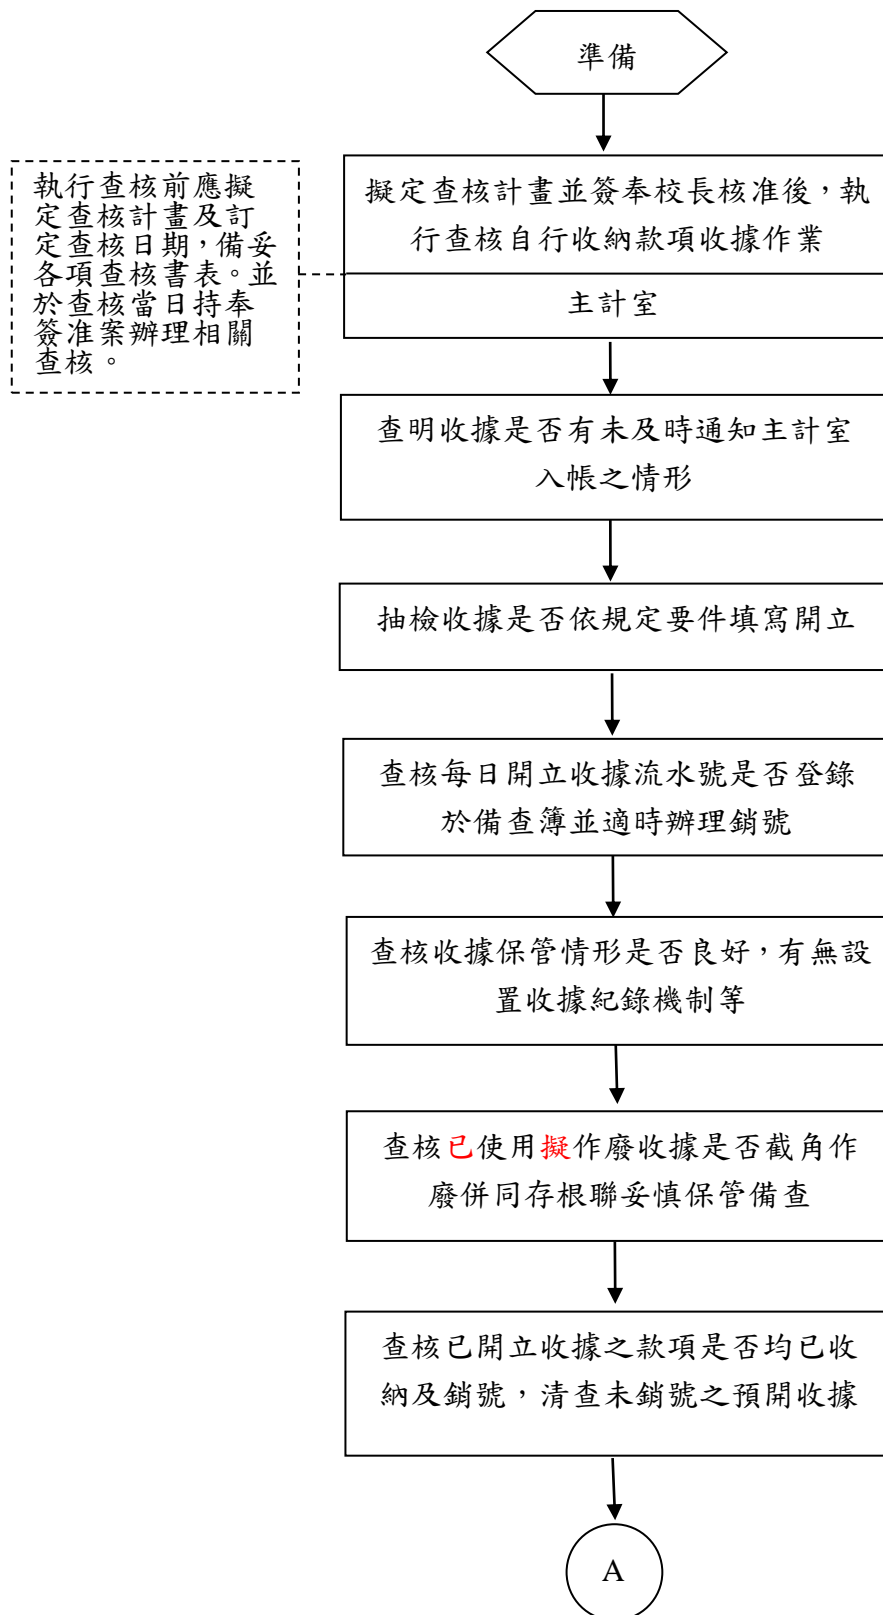 準備
擬定查核計畫並簽奉校長核准後，執
行查核自行收納款項收據作業
主計室
執行查核前應擬
定查核計畫及訂
定查核日期，備妥
各項查核書表。並
於查核當日持奉
簽准案辦理相關
查核。
查明收據是否有未及時通知主計室
入帳之情形
抽檢收據是否依規定要件填寫開立
查核每日開立收據流水號是否登錄
於備查簿並適時辦理銷號
查核收據保管情形是否良好，有無設
置收據紀錄機制等
查核已使用擬作廢收據是否截角作
廢併同存根聯妥慎保管備查
查核已開立收據之款項是否均已收
納及銷號，清查未銷號之預開收據
A